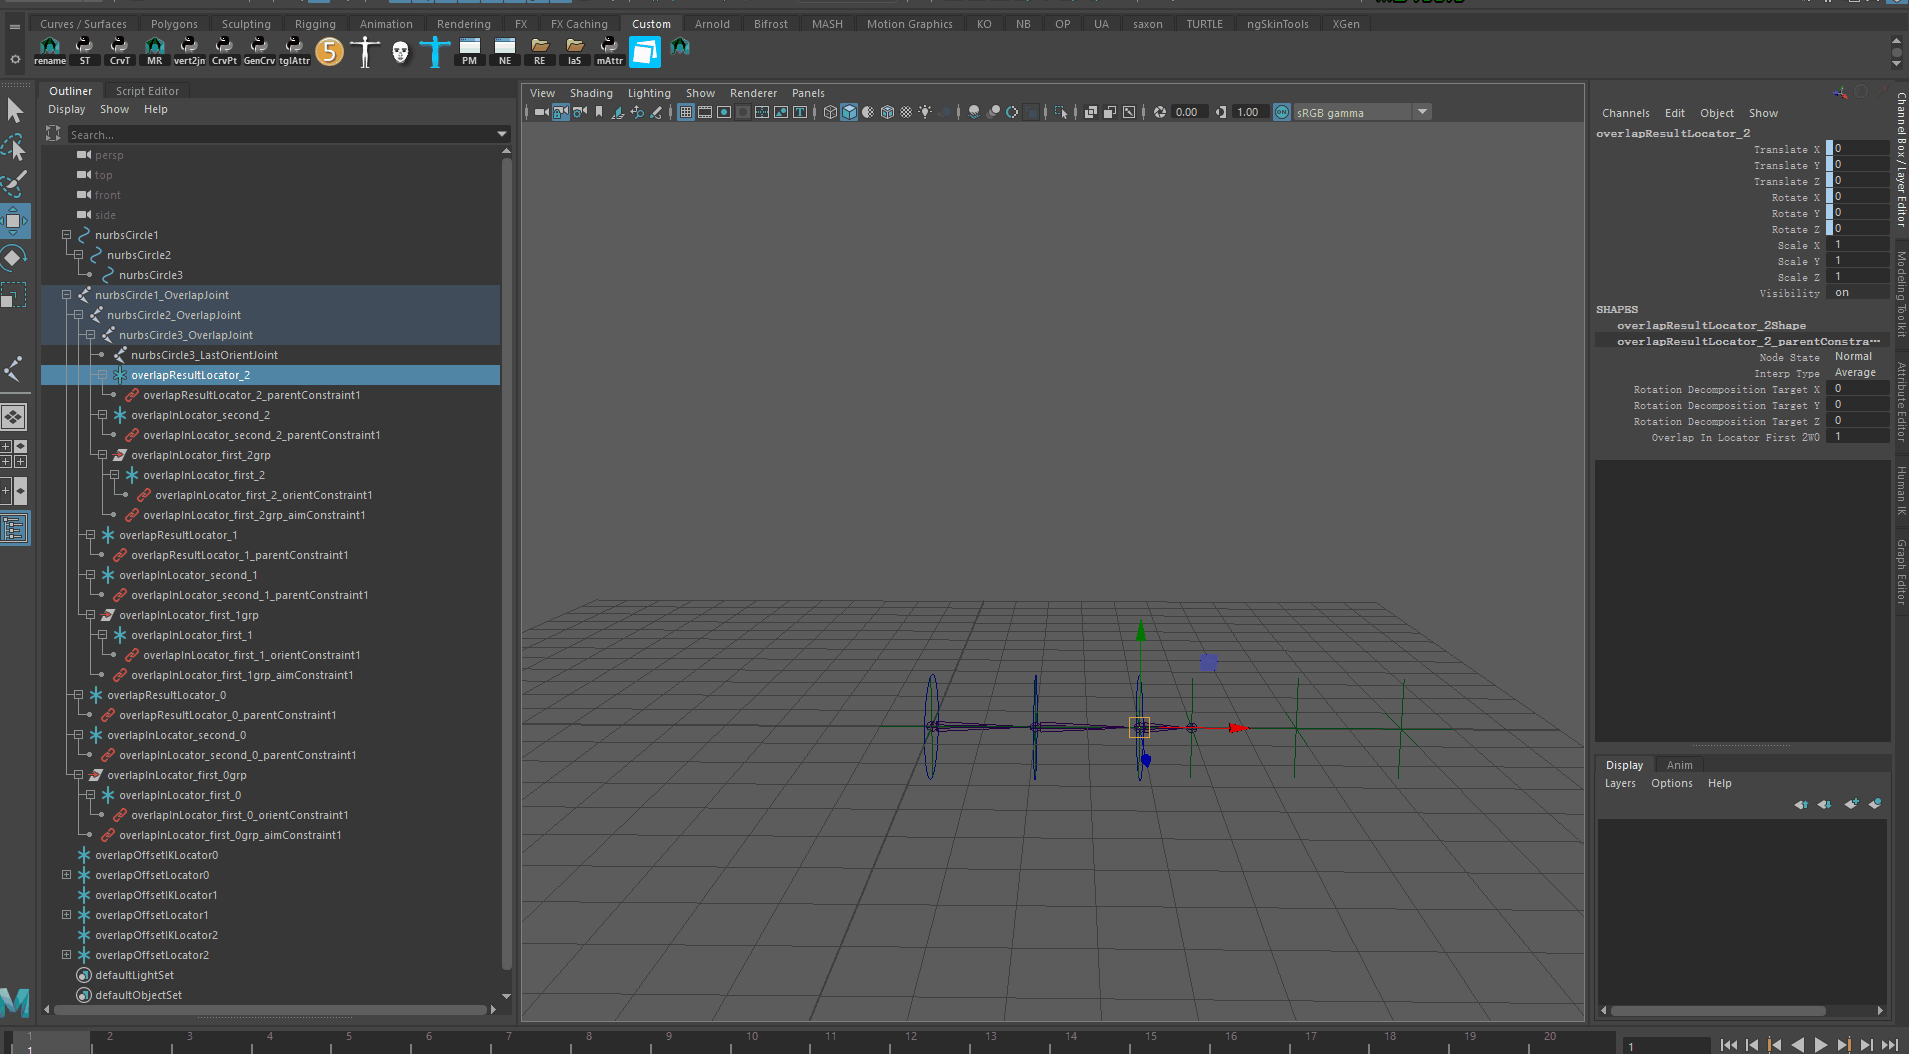 Curves / Surfaces Polygons Sculpting Rigging Animation Rendering FX FX Caching Custom Arnold Bifrost MASH Motion Graphics KO NB OP UA saxon TURTLE ngSkinTools XGen
rename ST CrvT MR vert2jn CrvPt GenCrv tglAttr 5 PM NE RE IaS mAttr
Outliner Script Editor
Display Show Help
Search...
persp
top
front
side
nurbsCircle1
nurbsCircle2
nurbsCircle3
nurbsCircle1_OverlapJoint
nurbsCircle2_OverlapJoint
nurbsCircle3_OverlapJoint
nurbsCircle3_LastOrientJoint
overlapResultLocator_2
overlapResultLocator_2_parentConstraint1
overlapInLocator_second_2
overlapInLocator_second_2_parentConstraint1
overlapInLocator_first_2grp
overlapInLocator_first_2
overlapInLocator_first_2_orientConstraint1
overlapInLocator_first_2grp_aimConstraint1
overlapResultLocator_1
overlapResultLocator_1_parentConstraint1
overlapInLocator_second_1
overlapInLocator_second_1_parentConstraint1
overlapInLocator_first_1grp
overlapInLocator_first_1
overlapInLocator_first_1_orientConstraint1
overlapInLocator_first_1grp_aimConstraint1
overlapResultLocator_0
overlapResultLocator_0_parentConstraint1
overlapInLocator_second_0
overlapInLocator_second_0_parentConstraint1
overlapInLocator_first_0grp
overlapInLocator_first_0
overlapInLocator_first_0_orientConstraint1
overlapInLocator_first_0grp_aimConstraint1
overlapOffsetIKLocator0
overlapOffsetLocator0
overlapOffsetIKLocator1
overlapOffsetLocator1
overlapOffsetIKLocator2
overlapOffsetLocator2
defaultLightSet
defaultObjectSet
View Shading Lighting Show Renderer Panels
0.00 1.00 ON sRGB gamma
Channels Edit Object Show
overlapResultLocator_2
Translate X 0
Translate Y 0
Translate Z 0
Rotate X 0
Rotate Y 0
Rotate Z 0
Scale X 1
Scale Y 1
Scale Z 1
Visibility on
SHAPES
overlapResultLocator_2Shape
overlapResultLocator_2_parentConstra···
Node State Normal
Interp Type Average
Rotation Decomposition Target X 0
Rotation Decomposition Target Y 0
Rotation Decomposition Target Z 0
Overlap In Locator First 2W0 1
Display Anim
Layers Options Help
Channel Box / Layer Editor
Modeling Toolkit
Attribute Editor
Human IK
Graph Editor
1 2 3 4 5 6 7 8 9 10 11 12 13 14 15 16 17 18 19 20
1
1